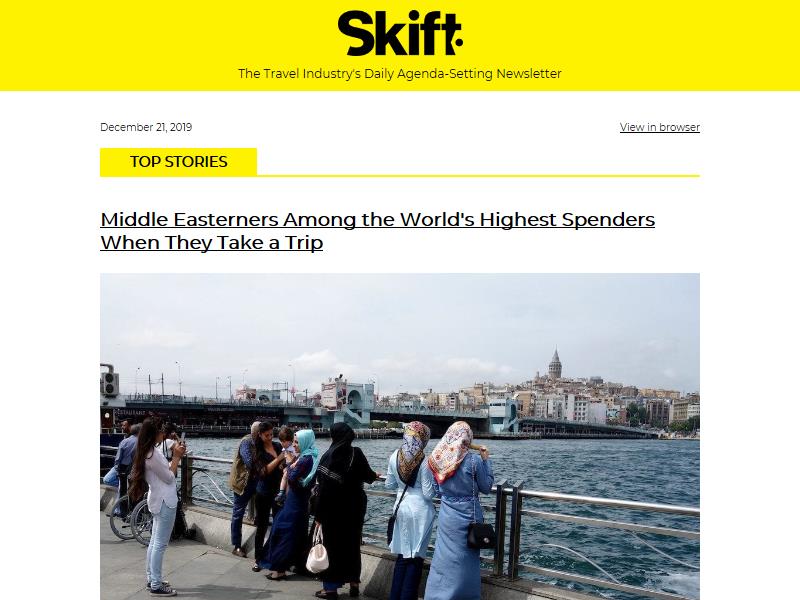 Skift
The Travel Industry's Daily Agenda-Setting Newsletter
December 21, 2019
View in browser
TOP STORIES
Middle Easterners Among the World's Highest Spenders
When They Take a Trip
RESTAURANT